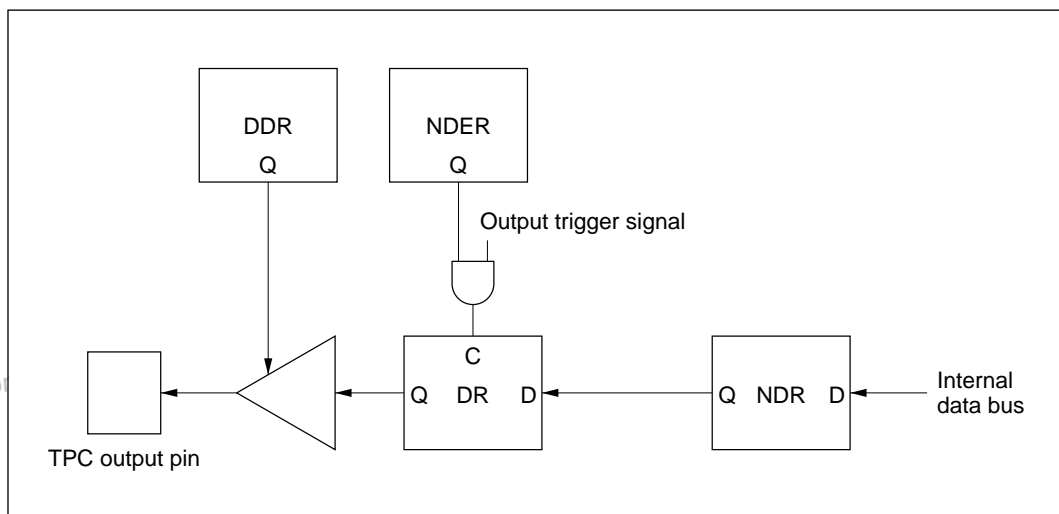 DDR
Q
NDER
Q
Output trigger signal
C
Q DR D
Q NDR D
Internal
data bus
TPC output pin